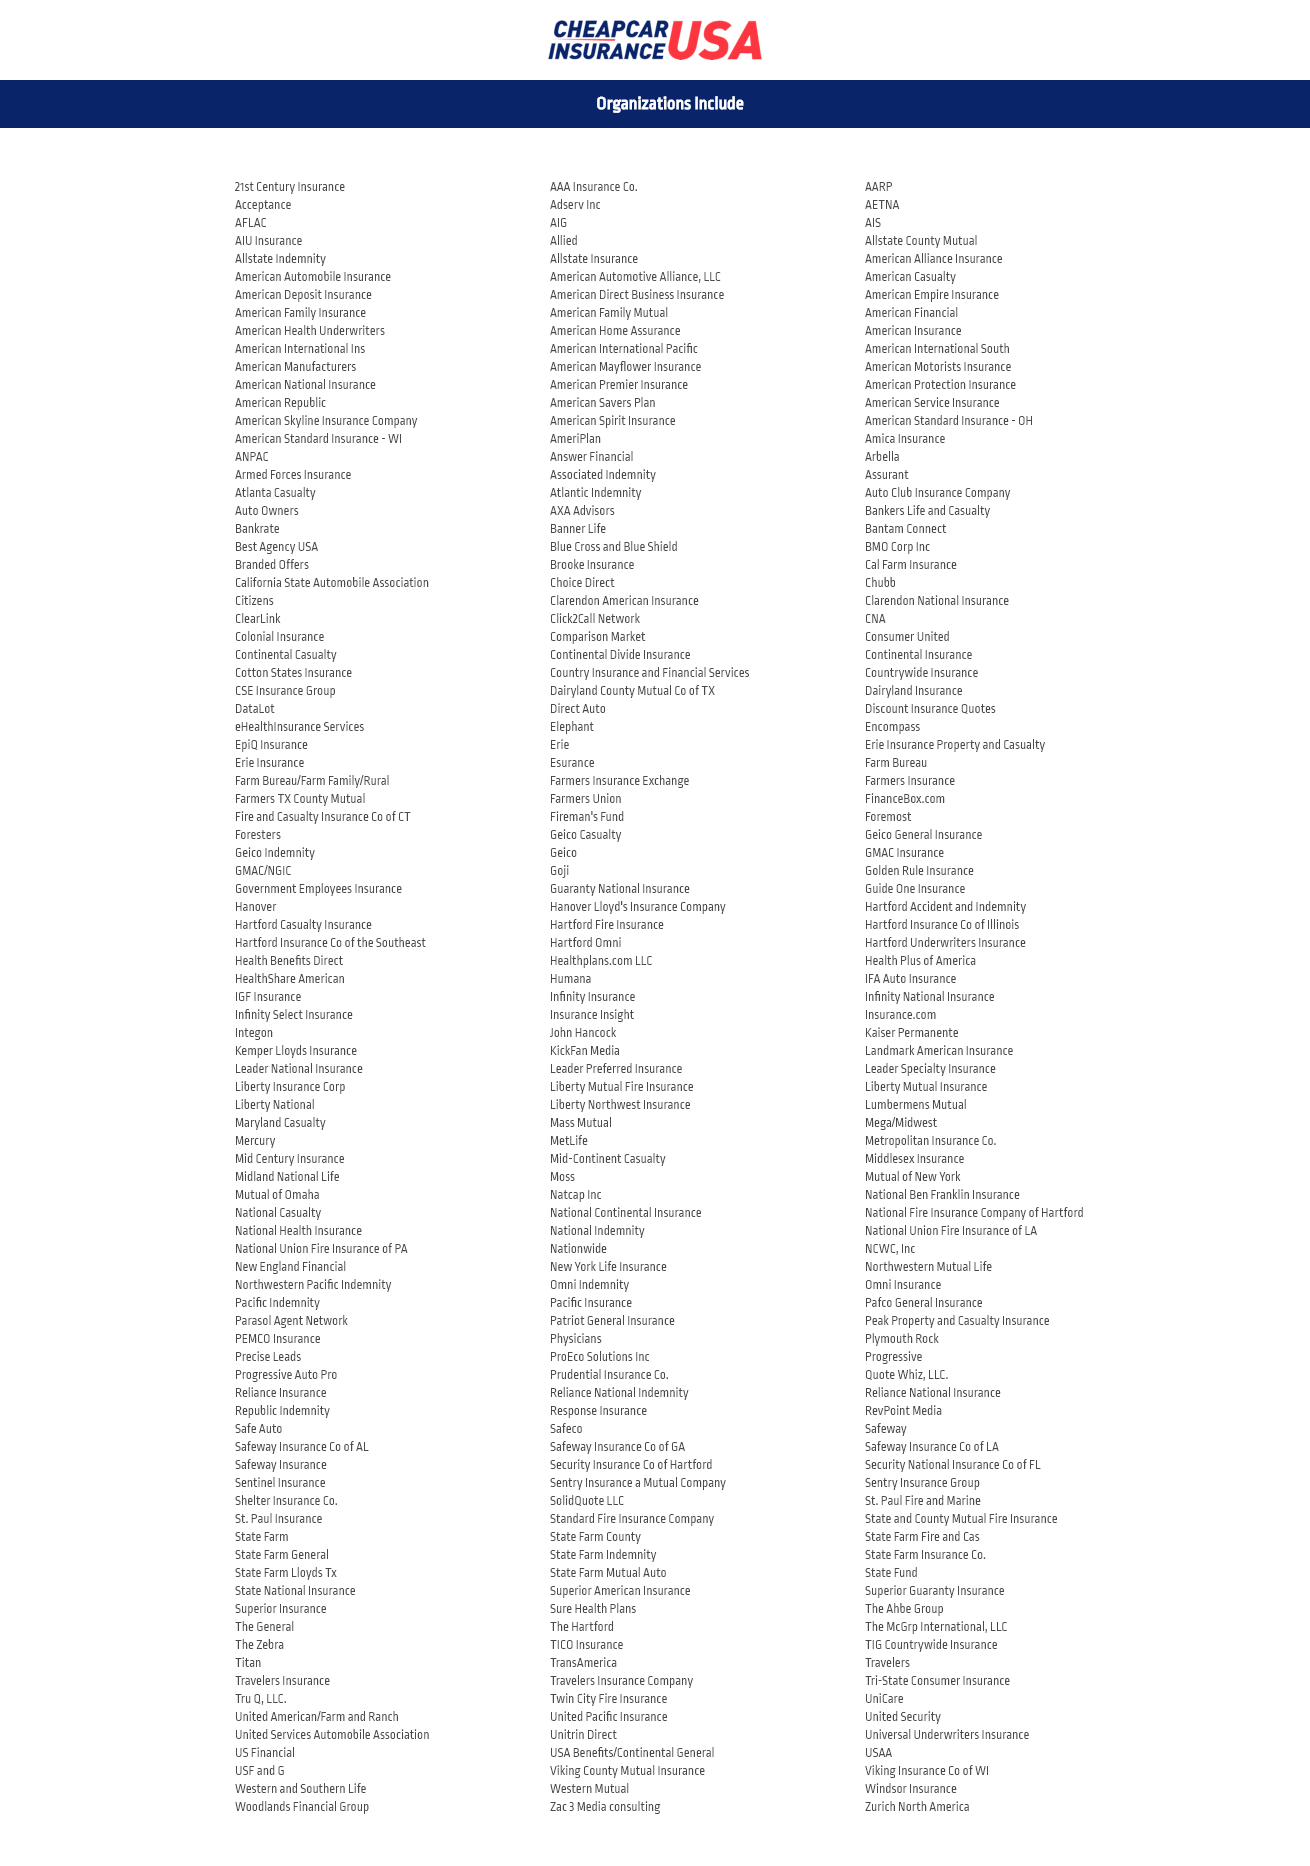 CHEAPCAR
INSURANCE USA
Organizations Include
21st Century Insurance AAA Insurance Co. AARP
Acceptance Adserv Inc AETNA
AFLAC AIG AIS
AIU Insurance Allied Allstate County Mutual
Allstate Indemnity Allstate Insurance American Alliance Insurance
American Automobile Insurance American Automotive Alliance, LLC American Casualty
American Deposit Insurance American Direct Business Insurance American Empire Insurance
American Family Insurance American Family Mutual American Financial
American Health Underwriters American Home Assurance American Insurance
American International Ins American International Pacific American International South
American Manufacturers American Mayflower Insurance American Motorists Insurance
American National Insurance American Premier Insurance American Protection Insurance
American Republic American Savers Plan American Service Insurance
American Skyline Insurance Company American Spirit Insurance American Standard Insurance - OH
American Standard Insurance - WI AmeriPlan Amica Insurance
ANPAC Answer Financial Arbella
Armed Forces Insurance Associated Indemnity Assurant
Atlanta Casualty Atlantic Indemnity Auto Club Insurance Company
Auto Owners AXA Advisors Bankers Life and Casualty
Bankrate Banner Life Bantam Connect
Best Agency USA Blue Cross and Blue Shield BMO Corp Inc
Branded Offers Brooke Insurance Cal Farm Insurance
California State Automobile Association Choice Direct Chubb
Citizens Clarendon American Insurance Clarendon National Insurance
ClearLink Click2Call Network CNA
Colonial Insurance Comparison Market Consumer United
Continental Casualty Continental Divide Insurance Continental Insurance
Cotton States Insurance Country Insurance and Financial Services Countrywide Insurance
CSE Insurance Group Dairyland County Mutual Co of TX Dairyland Insurance
DataLot Direct Auto Discount Insurance Quotes
eHealthInsurance Services Elephant Encompass
EpiQ Insurance Erie Erie Insurance Property and Casualty
Erie Insurance Esurance Farm Bureau
Farm Bureau/Farm Family/Rural Farmers Insurance Exchange Farmers Insurance
Farmers TX County Mutual Farmers Union FinanceBox.com
Fire and Casualty Insurance Co of CT Fireman's Fund Foremost
Foresters Geico Casualty Geico General Insurance
Geico Indemnity Geico GMAC Insurance
GMAC/NGIC Goji Golden Rule Insurance
Government Employees Insurance Guaranty National Insurance Guide One Insurance
Hanover Hanover Lloyd's Insurance Company Hartford Accident and Indemnity
Hartford Casualty Insurance Hartford Fire Insurance Hartford Insurance Co of Illinois
Hartford Insurance Co of the Southeast Hartford Omni Hartford Underwriters Insurance
Health Benefits Direct Healthplans.com LLC Health Plus of America
HealthShare American Humana IFA Auto Insurance
IGF Insurance Infinity Insurance Infinity National Insurance
Infinity Select Insurance Insurance Insight Insurance.com
Integon John Hancock Kaiser Permanente
Kemper Lloyds Insurance KickFan Media Landmark American Insurance
Leader National Insurance Leader Preferred Insurance Leader Specialty Insurance
Liberty Insurance Corp Liberty Mutual Fire Insurance Liberty Mutual Insurance
Liberty National Liberty Northwest Insurance Lumbermens Mutual
Maryland Casualty Mass Mutual Mega/Midwest
Mercury MetLife Metropolitan Insurance Co.
Mid Century Insurance Mid-Continent Casualty Middlesex Insurance
Midland National Life Moss Mutual of New York
Mutual of Omaha Natcap Inc National Ben Franklin Insurance
National Casualty National Continental Insurance National Fire Insurance Company of Hartford
National Health Insurance National Indemnity National Union Fire Insurance of LA
National Union Fire Insurance of PA Nationwide NCWC, Inc
New England Financial New York Life Insurance Northwestern Mutual Life
Northwestern Pacific Indemnity Omni Indemnity Omni Insurance
Pacific Indemnity Pacific Insurance Pafco General Insurance
Parasol Agent Network Patriot General Insurance Peak Property and Casualty Insurance
PEMCO Insurance Physicians Plymouth Rock
Precise Leads ProEco Solutions Inc Progressive
Progressive Auto Pro Prudential Insurance Co. Quote Whiz, LLC.
Reliance Insurance Reliance National Indemnity Reliance National Insurance
Republic Indemnity Response Insurance RevPoint Media
Safe Auto Safeco Safeway
Safeway Insurance Co of AL Safeway Insurance Co of GA Safeway Insurance Co of LA
Safeway Insurance Security Insurance Co of Hartford Security National Insurance Co of FL
Sentinel Insurance Sentry Insurance a Mutual Company Sentry Insurance Group
Shelter Insurance Co. SolidQuote LLC St. Paul Fire and Marine
St. Paul Insurance Standard Fire Insurance Company State and County Mutual Fire Insurance
State Farm State Farm County State Farm Fire and Cas
State Farm General State Farm Indemnity State Farm Insurance Co.
State Farm Lloyds Tx State Farm Mutual Auto State Fund
State National Insurance Superior American Insurance Superior Guaranty Insurance
Superior Insurance Sure Health Plans The Ahbe Group
The General The Hartford The McGrp International, LLC
The Zebra TICO Insurance TIG Countrywide Insurance
Titan TransAmerica Travelers
Travelers Insurance Travelers Insurance Company Tri-State Consumer Insurance
Tru Q, LLC. Twin City Fire Insurance UniCare
United American/Farm and Ranch United Pacific Insurance United Security
United Services Automobile Association Unitrin Direct Universal Underwriters Insurance
US Financial USA Benefits/Continental General USAA
USF and G Viking County Mutual Insurance Viking Insurance Co of WI
Western and Southern Life Western Mutual Windsor Insurance
Woodlands Financial Group Zac 3 Media consulting Zurich North America